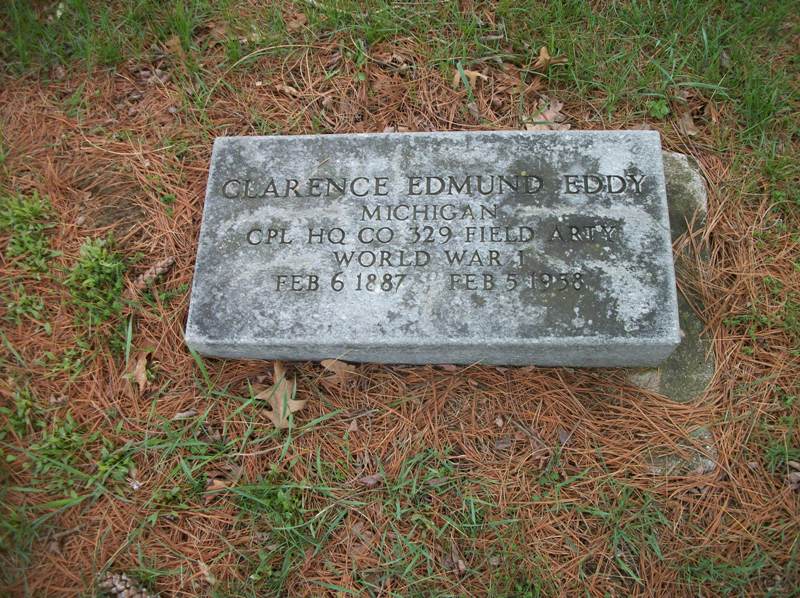 CLARENCE EDMUND EDDY
MICHIGAN
CPL HQ CO 329 FIELD ARTY
WORLD WAR I
FEB 6 1887 FEB 5 1958